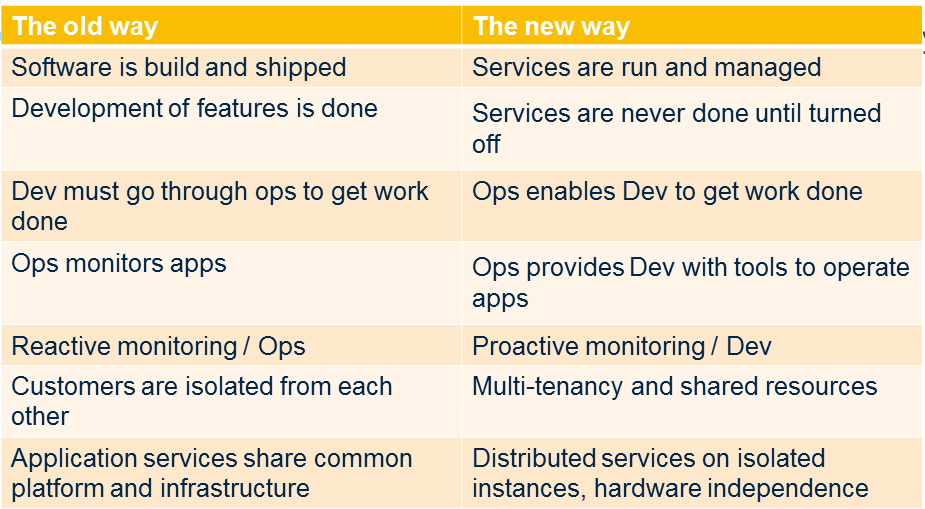 The old way
The new way
Software is build and shipped
Services are run and managed
Development of features is done
Services are never done until turned
off
Dev must go through ops to get work
done
Ops enables Dev to get work done
Ops monitors apps
Ops provides Dev with tools to operate
apps
Reactive monitoring / Ops
Proactive monitoring / Dev
Customers are isolated from each
other
Multi-tenancy and shared resources
Application services share common
platform and infrastructure
Distributed services on isolated
instances, hardware independence